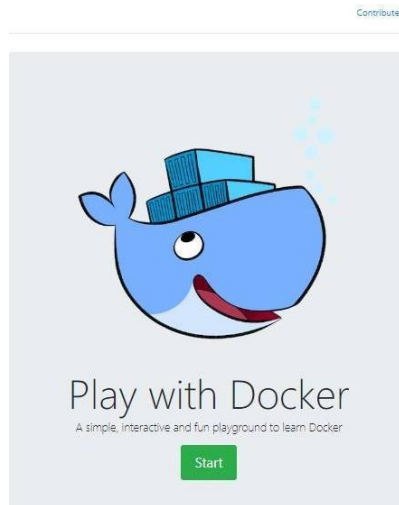 Contribute
Play with Docker
A simple, interactive and fun playground to learn Docker
Start